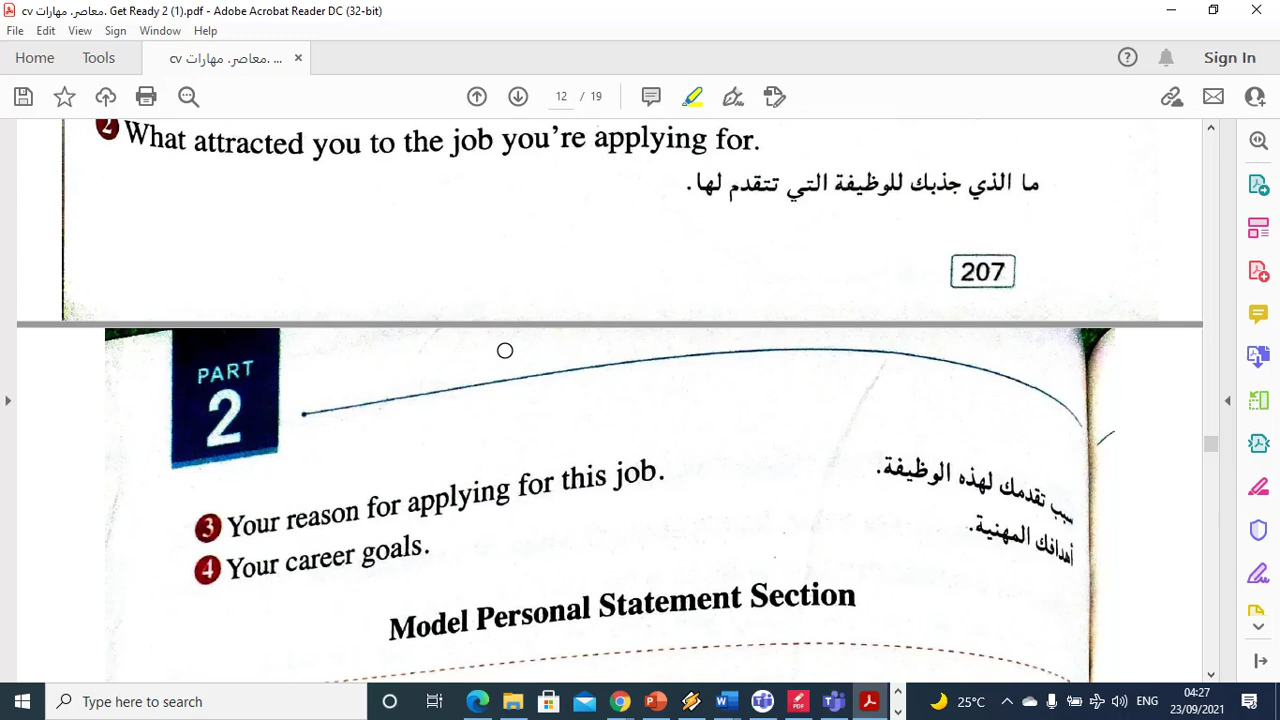 معاصر. مهارات cv. Get Ready 2 (1).pdf - Adobe Acrobat Reader DC (32-bit)
File Edit View Sign Window Help
Home Tools معاصر. مهارات cv. ... × Sign In
12 / 19
2 What attracted you to the job you're applying for.
ما الذي جذبك للوظيفة التي تتقدم لها.
207
PART
2
3 Your reason for applying for this job.
سبب تقدمك لهذه الوظيفة.
4 Your career goals.
أهدافك المهنية.
Model Personal Statement Section
Type here to search
25°C ENG 04:27
23/09/2021